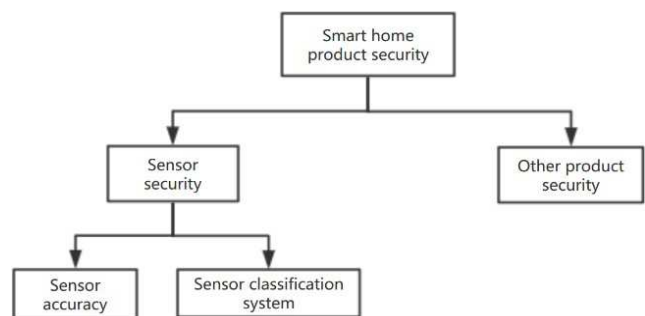 Smart home
product security
Sensor
security
Other product
security
Sensor
accuracy
Sensor classification
system